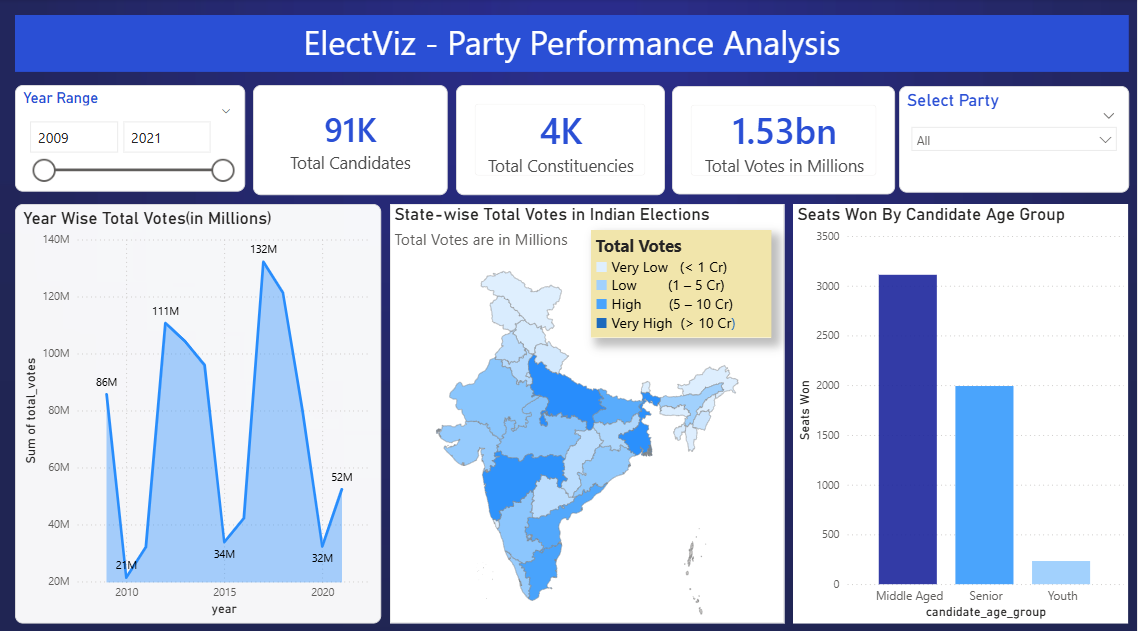 ElectViz - Party Performance Analysis
Year Range
2009
2021
91K
Total Candidates
4K
Total Constituencies
1.53bn
Total Votes in Millions
Select Party
All
Year Wise Total Votes(in Millions)
Sum of total_votes
140M
120M
100M
80M
60M
40M
20M
86M
21M
111M
34M
132M
32M
52M
2010
2015
2020
year
State-wise Total Votes in Indian Elections
Total Votes are in Millions
Total Votes
Very Low (< 1 Cr)
Low (1 – 5 Cr)
High (5 – 10 Cr)
Very High (> 10 Cr)
Seats Won By Candidate Age Group
Seats Won
3500
3000
2500
2000
1500
1000
500
0
Middle Aged
Senior
Youth
candidate_age_group